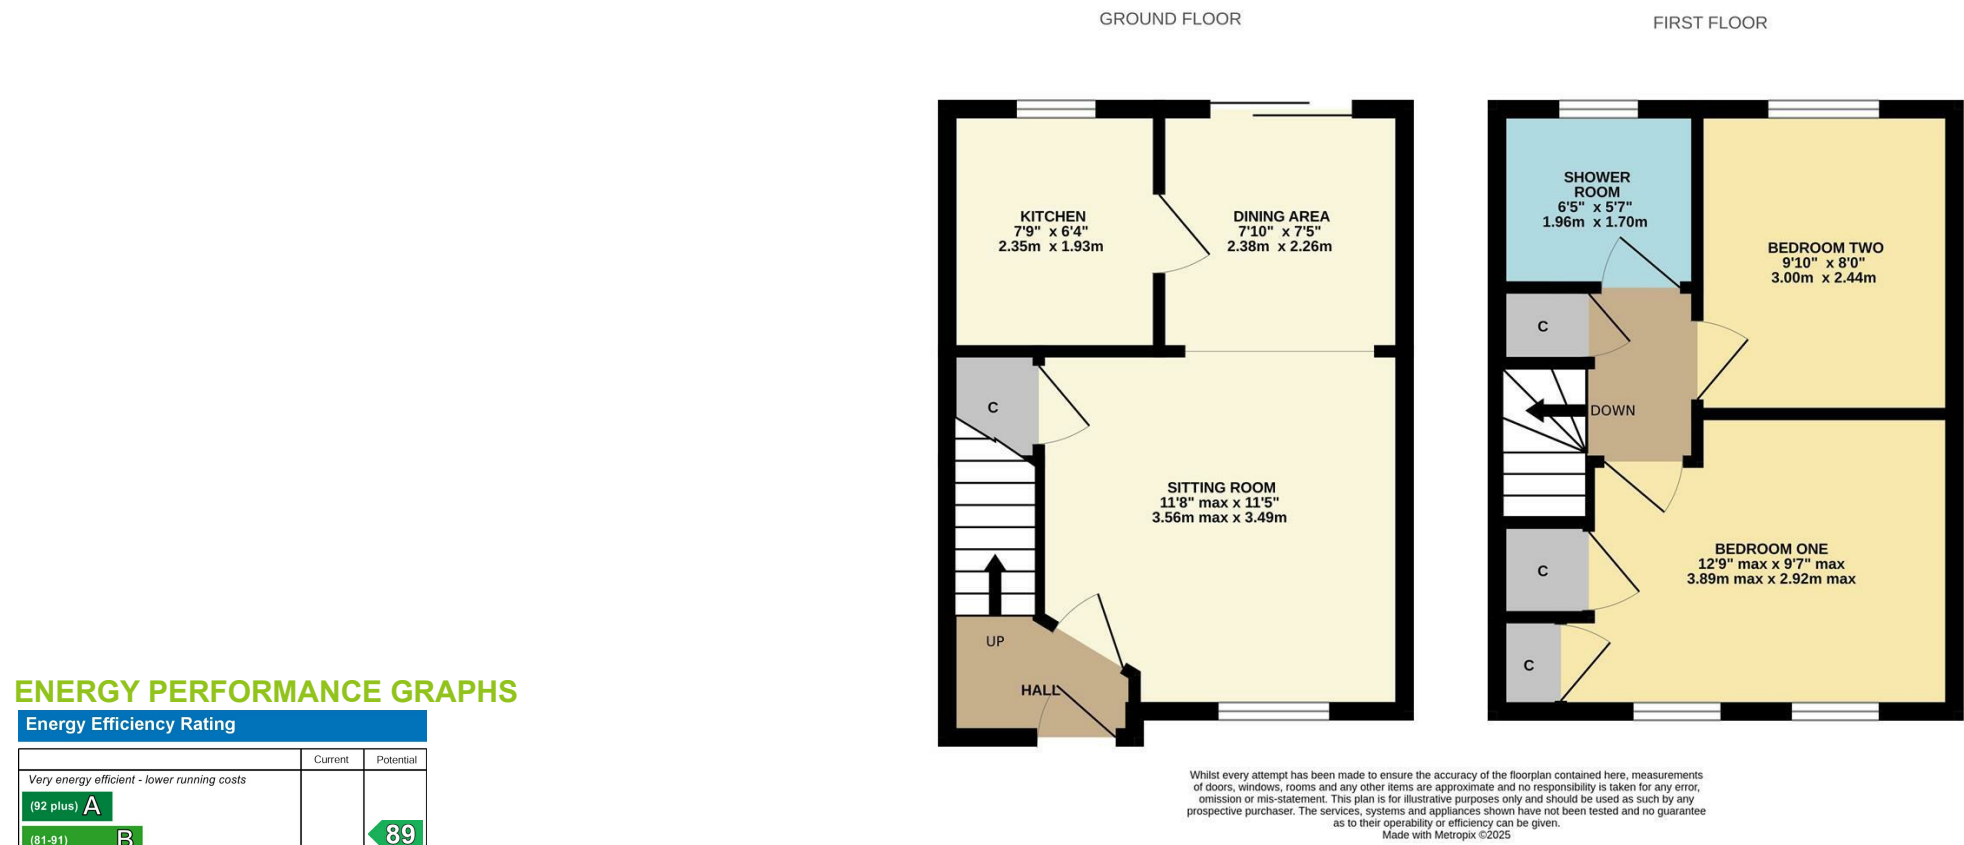 GROUND FLOOR
FIRST FLOOR
KITCHEN
7'9" x 6'4"
2.35m x 1.93m
DINING AREA
7'10" x 7'5"
2.38m x 2.26m
C
SITTING ROOM
11'8" max x 11'5"
3.56m max x 3.49m
UP
HALL
SHOWER
ROOM
6'5" x 5'7"
1.96m x 1.70m
BEDROOM TWO
9'10" x 8'0"
3.00m x 2.44m
C
DOWN
BEDROOM ONE
12'9" max x 9'7" max
3.89m max x 2.92m max
C
C
ENERGY PERFORMANCE GRAPHS
Energy Efficiency Rating
Current Potential
Very energy efficient - lower running costs
(92 plus) A
(81-91) B
89
Whilst every attempt has been made to ensure the accuracy of the floorplan contained here, measurements
of doors, windows, rooms and any other items are approximate and no responsibility is taken for any error,
omission or mis-statement. This plan is for illustrative purposes only and should be used as such by any
prospective purchaser. The services, systems and appliances shown have not been tested and no guarantee
as to their operability or efficiency can be given.
Made with Metropix ©2025